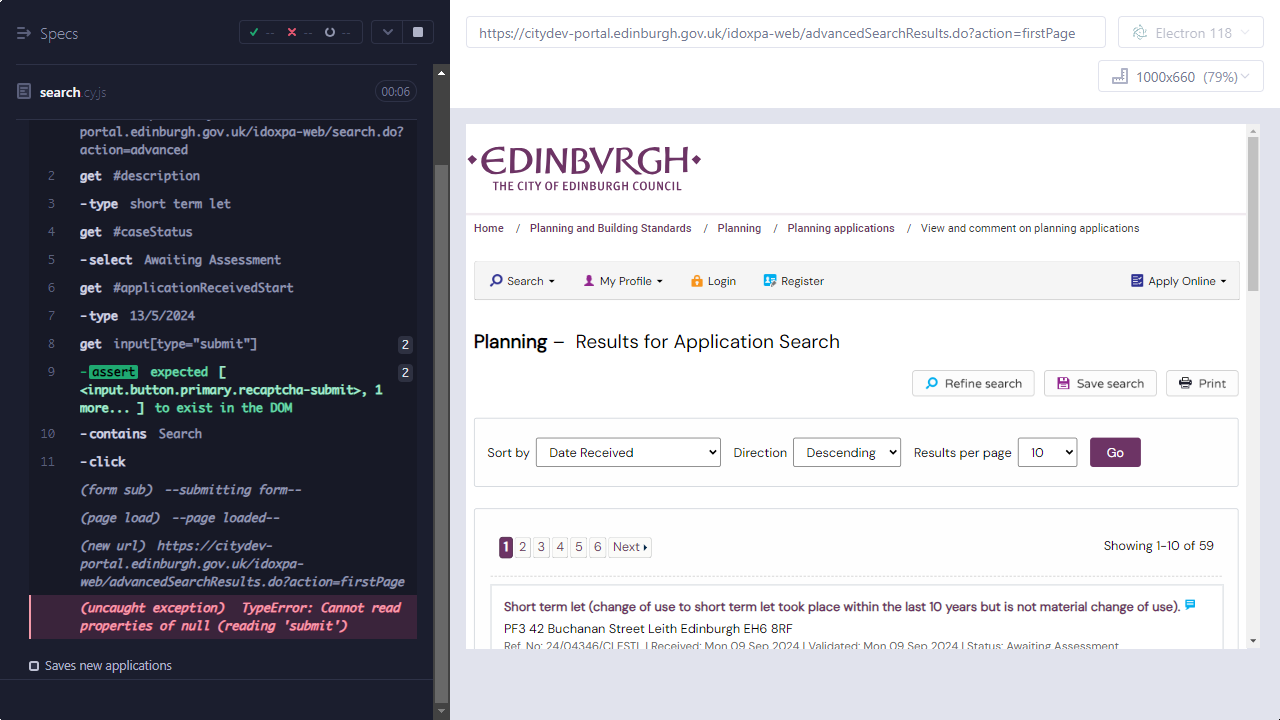 Specs
-- -- --
search.cy.js
00:06
portal.edinburgh.gov.uk/idoxpa-web/search.do?
action=advanced
2 get #description
3 -type short term let
4 get #caseStatus
5 -select Awaiting Assessment
6 get #applicationReceivedStart
7 -type 13/5/2024
8 get input[type="submit"] 2
9 -assert expected [ 2
<input.button.primary.recaptcha-submit>, 1
more... ] to exist in the DOM
10 -contains Search
11 -click
(form sub) --submitting form--
(page load) --page loaded--
(new url) https://citydev-
portal.edinburgh.gov.uk/idoxpa-
web/advancedSearchResults.do?action=firstPage
(uncaught exception) TypeError: Cannot read
properties of null (reading 'submit')
Saves new applications
https://citydev-portal.edinburgh.gov.uk/idoxpa-web/advancedSearchResults.do?action=firstPage
Electron 118
1000x660 (79%)
EDINBVRGH
THE CITY OF EDINBURGH COUNCIL
Home / Planning and Building Standards / Planning / Planning applications / View and comment on planning applications
Search My Profile Login Register Apply Online
Planning – Results for Application Search
Refine search Save search Print
Sort by Date Received Direction Descending Results per page 10 Go
1 2 3 4 5 6 Next Showing 1-10 of 59
Short term let (change of use to short term let took place within the last 10 years but is not material change of use).
PF3 42 Buchanan Street Leith Edinburgh EH6 8RF
Ref. No: 24/04346/CLESTL | Received: Mon 09 Sep 2024 | Validated: Mon 09 Sep 2024 | Status: Awaiting Assessment